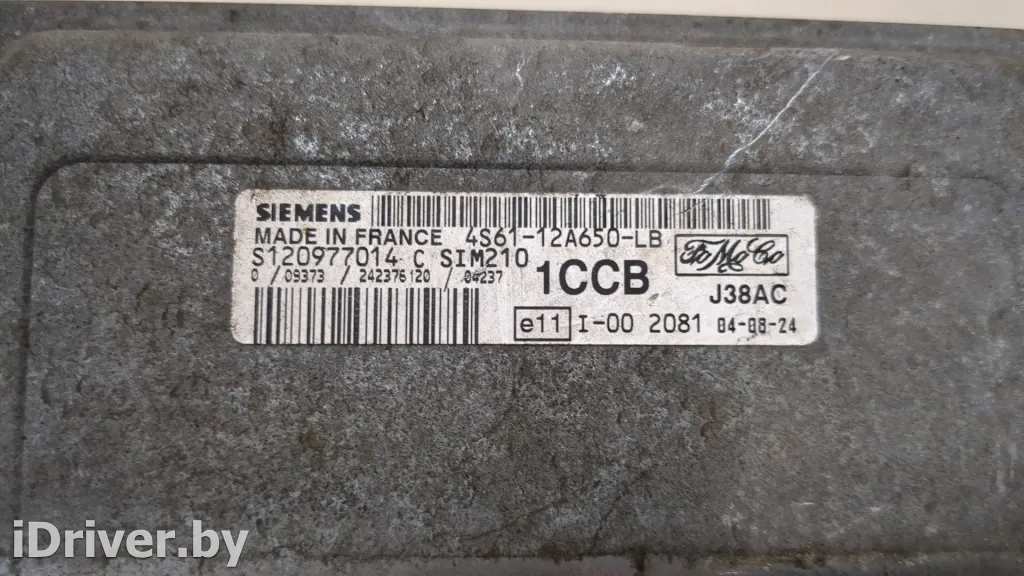 SIEMENS
MADE IN FRANCE 4S61-12A650-LB
S120977014 C SIM210
FoMoCo
0 / 09373 / 242376120 / 04237
1CCB
J38AC
e11 I-00 2081 04-08-24
iDriver.by